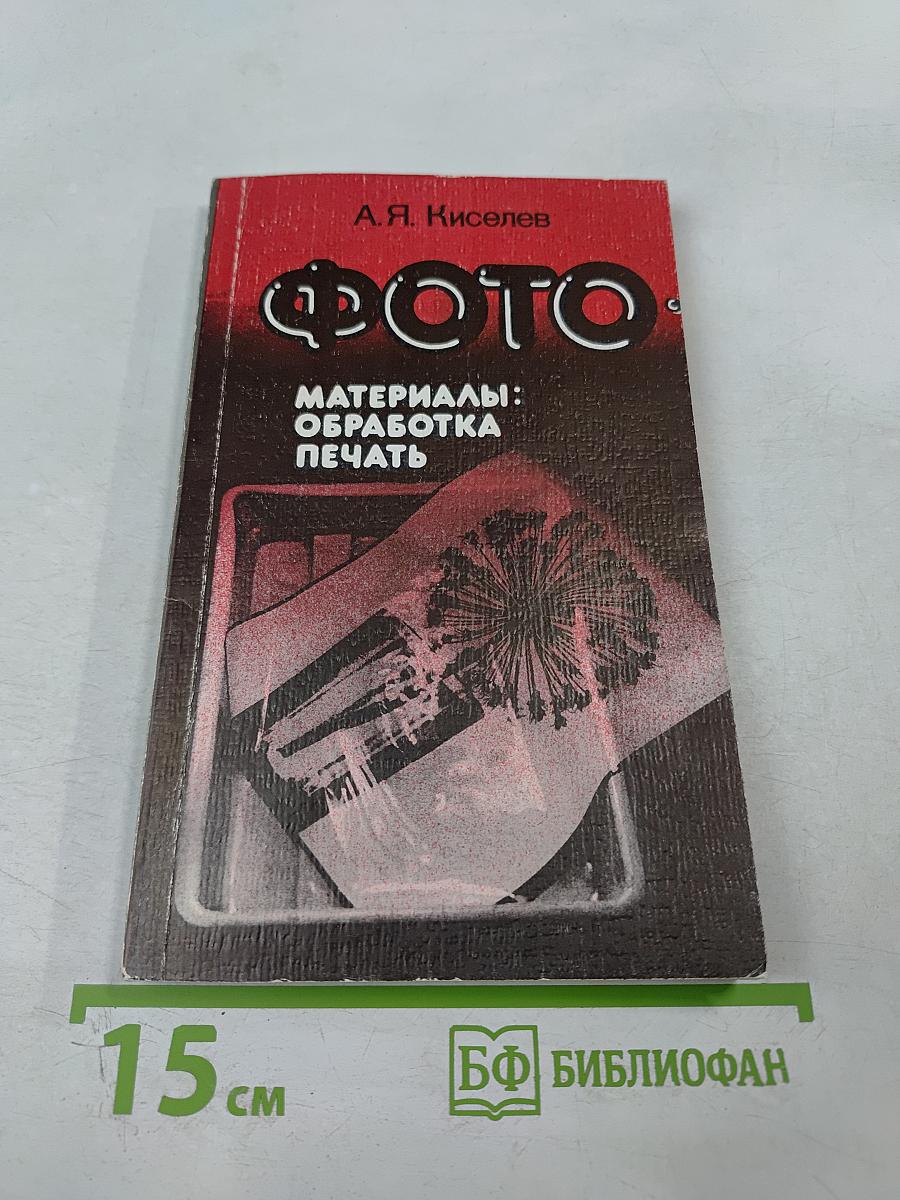 А. Я. Киселев
ФОТО-
МАТЕРИАЛЫ:
ОБРАБОТКА
ПЕЧАТЬ
15 см
БФ БИБЛИОФАН